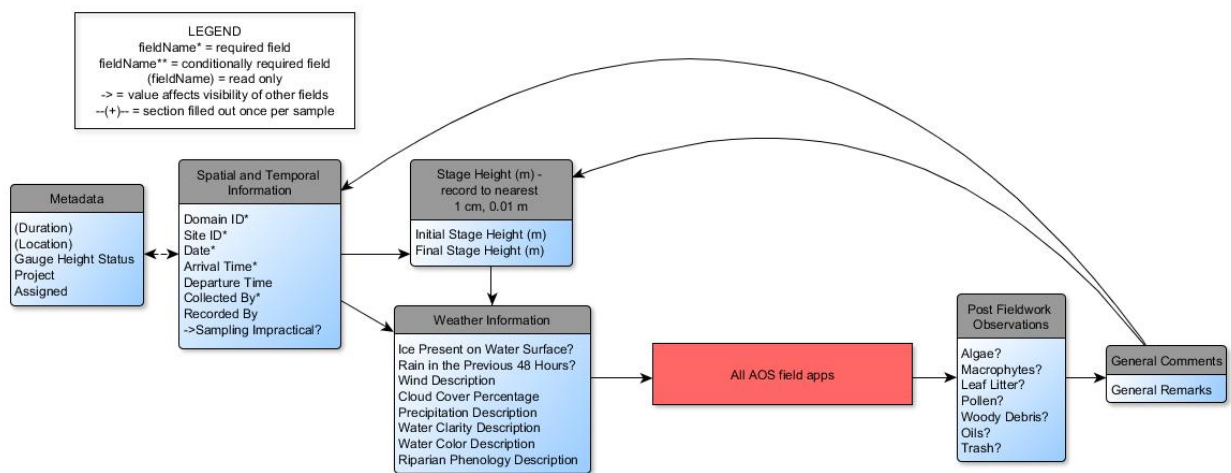 LEGEND
fieldName* = required field
fieldName** = conditionally required field
(fieldName) = read only
-> = value affects visibility of other fields
--(+)-- = section filled out once per sample
Metadata
(Duration)
(Location)
Gauge Height Status
Project
Assigned
Spatial and Temporal
Information
Domain ID*
Site ID*
Date*
Arrival Time*
Departure Time
Collected By*
Recorded By
->Sampling Impractical?
Stage Height (m) -
record to nearest
1 cm, 0.01 m
Initial Stage Height (m)
Final Stage Height (m)
Weather Information
Ice Present on Water Surface?
Rain in the Previous 48 Hours?
Wind Description
Cloud Cover Percentage
Precipitation Description
Water Clarity Description
Water Color Description
Riparian Phenology Description
All AOS field apps
Post Fieldwork
Observations
Algae?
Macrophytes?
Leaf Litter?
Pollen?
Woody Debris?
Oils?
Trash?
General Comments
General Remarks